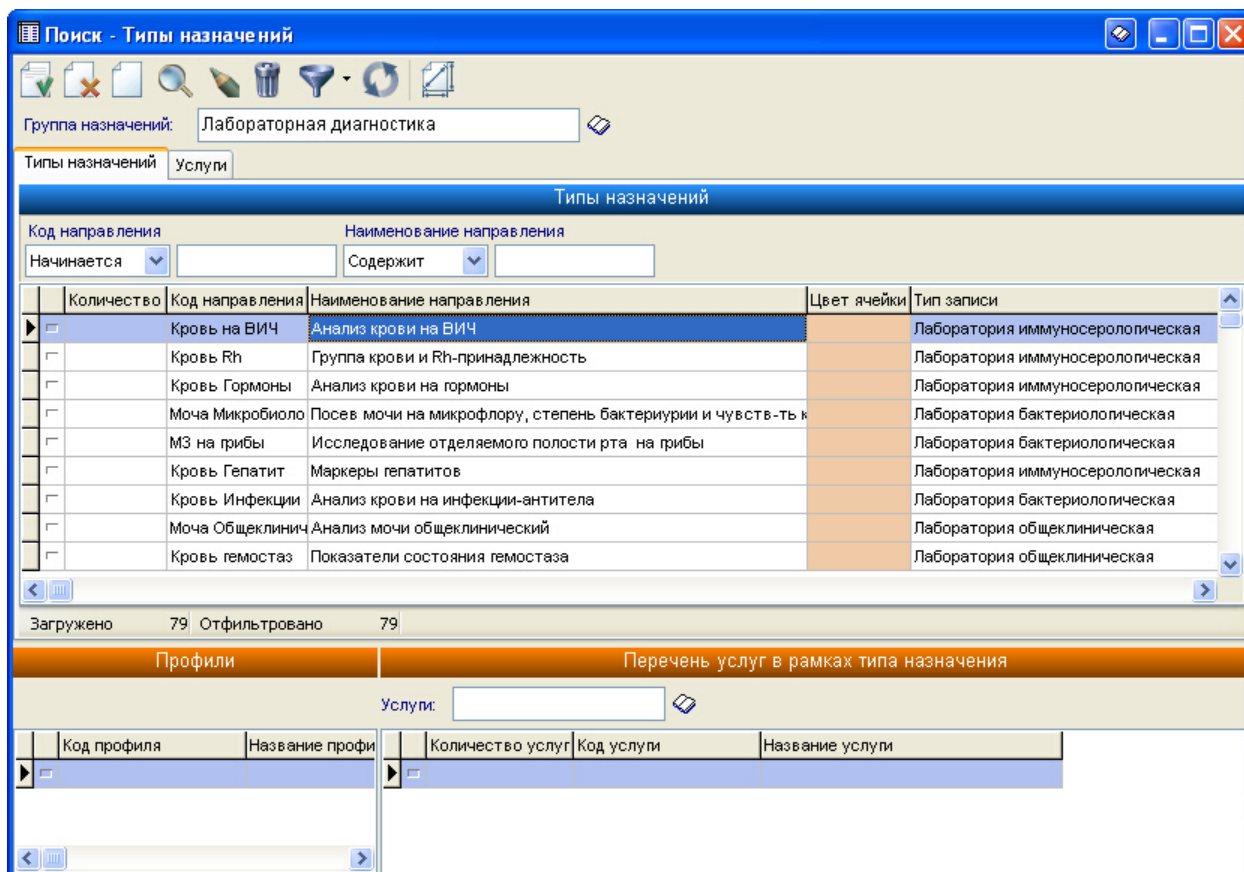 Поиск - Типы назначений
Группа назначений: Лабораторная диагностика
Типы назначений Услуги
Типы назначений
Код направления Наименование направления
Начинается Содержит
Количество Код направления Наименование направления Цвет ячейки Тип записи
Кровь на ВИЧ Анализ крови на ВИЧ Лаборатория иммуносерологическая
Кровь Rh Группа крови и Rh-принадлежность Лаборатория иммуносерологическая
Кровь Гормоны Анализ крови на гормоны Лаборатория иммуносерологическая
Моча Микробиоло Посев мочи на микрофлору, степень бактериурии и чувств-ть к Лаборатория бактериологическая
МЗ на грибы Исследование отделяемого полости рта на грибы Лаборатория бактериологическая
Кровь Гепатит Маркеры гепатитов Лаборатория иммуносерологическая
Кровь Инфекции Анализ крови на инфекции-антитела Лаборатория бактериологическая
Моча Общеклинич Анализ мочи общеклинический Лаборатория общеклиническая
Кровь гемостаз Показатели состояния гемостаза Лаборатория общеклиническая
Загружено 79 Отфильтровано 79
Профили Перечень услуг в рамках типа назначения
Услуги:
Код профиля Название профи Количество услуг Код услуги Название услуги